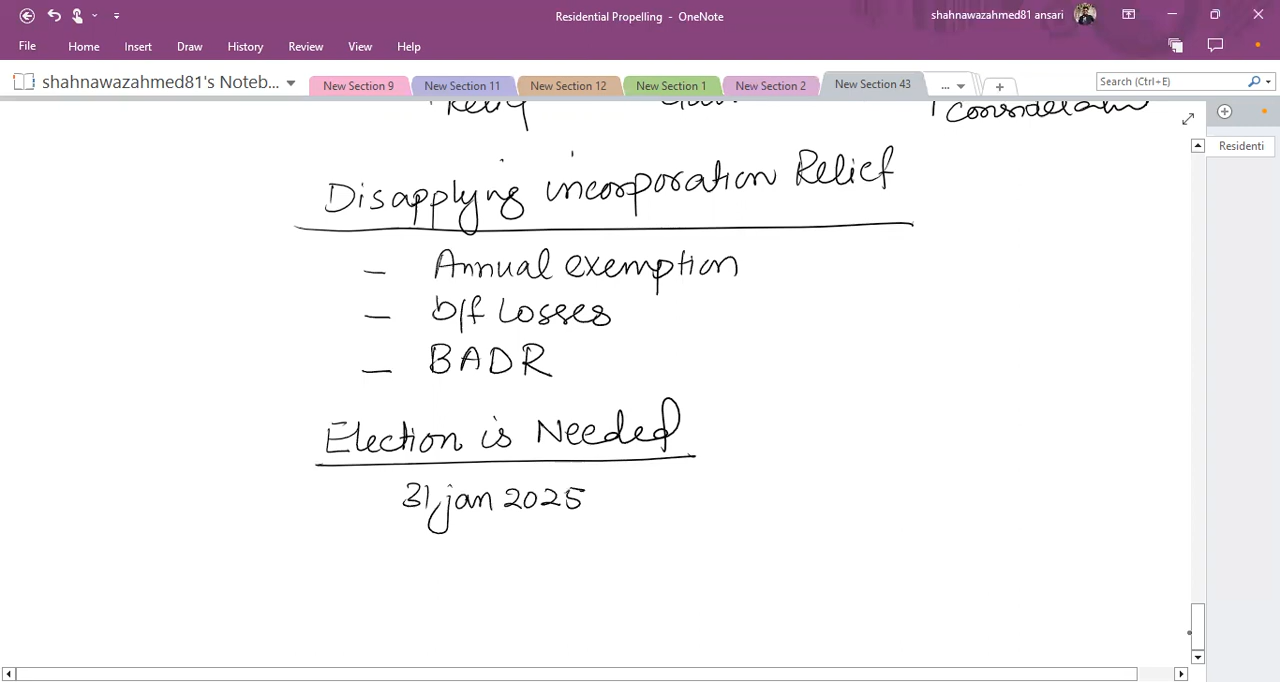 Residential Propelling - OneNote
shahnawazahmed81 ansari
File Home Insert Draw History Review View Help
shahnawazahmed81's Noteb...
New Section 9
New Section 11
New Section 12
New Section 1
New Section 2
New Section 43
...
Search (Ctrl+E)
Residenti
Relief
Disapplying incorporation Relief
- Annual exemption
- b/f Losses
- BADR
Election is Needed
31 jan 2025